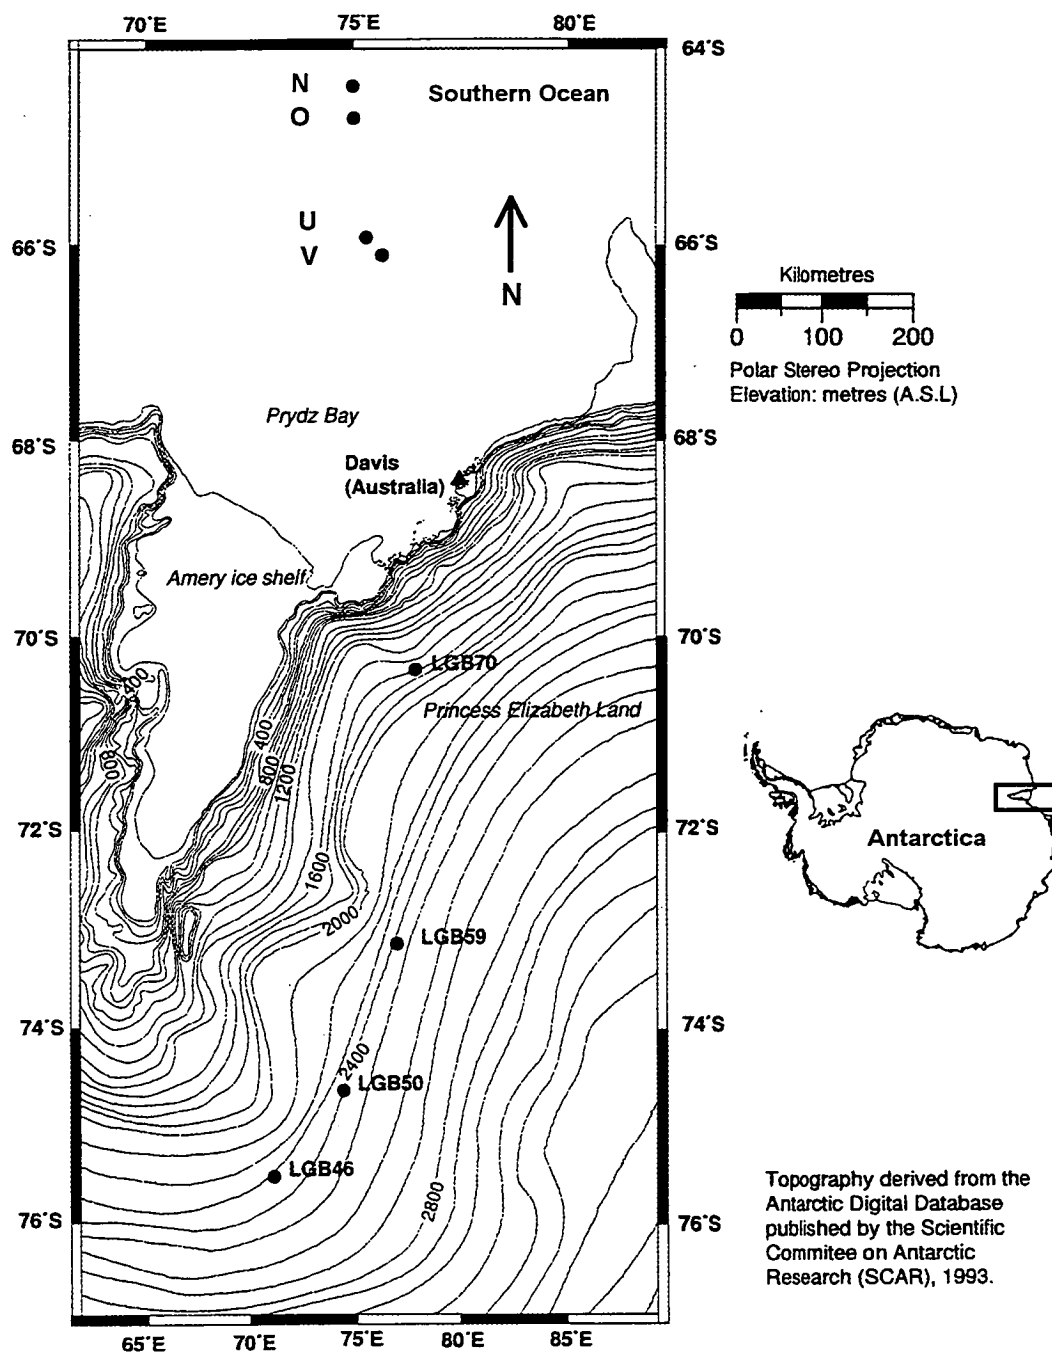 70°E 75°E 80°E
64°S
N
Southern Ocean
O
U
66°S 66°S
V
N
Kilometres
0 100 200
Polar Stereo Projection
Elevation: metres (A.S.L)
Prydz Bay
68°S 68°S
Davis
(Australia)
Amery ice shelf
70°S 70°S
LGB70
400
Princess Elizabeth Land
400
800
800
1200
72°S 72°S
Antarctica
1600
2000
LGB59
74°S 74°S
2400
LGB50
LGB46
2800
76°S 76°S
Topography derived from the
Antarctic Digital Database
published by the Scientific
Commitee on Antarctic
Research (SCAR), 1993.
65°E 70°E 75°E 80°E 85°E